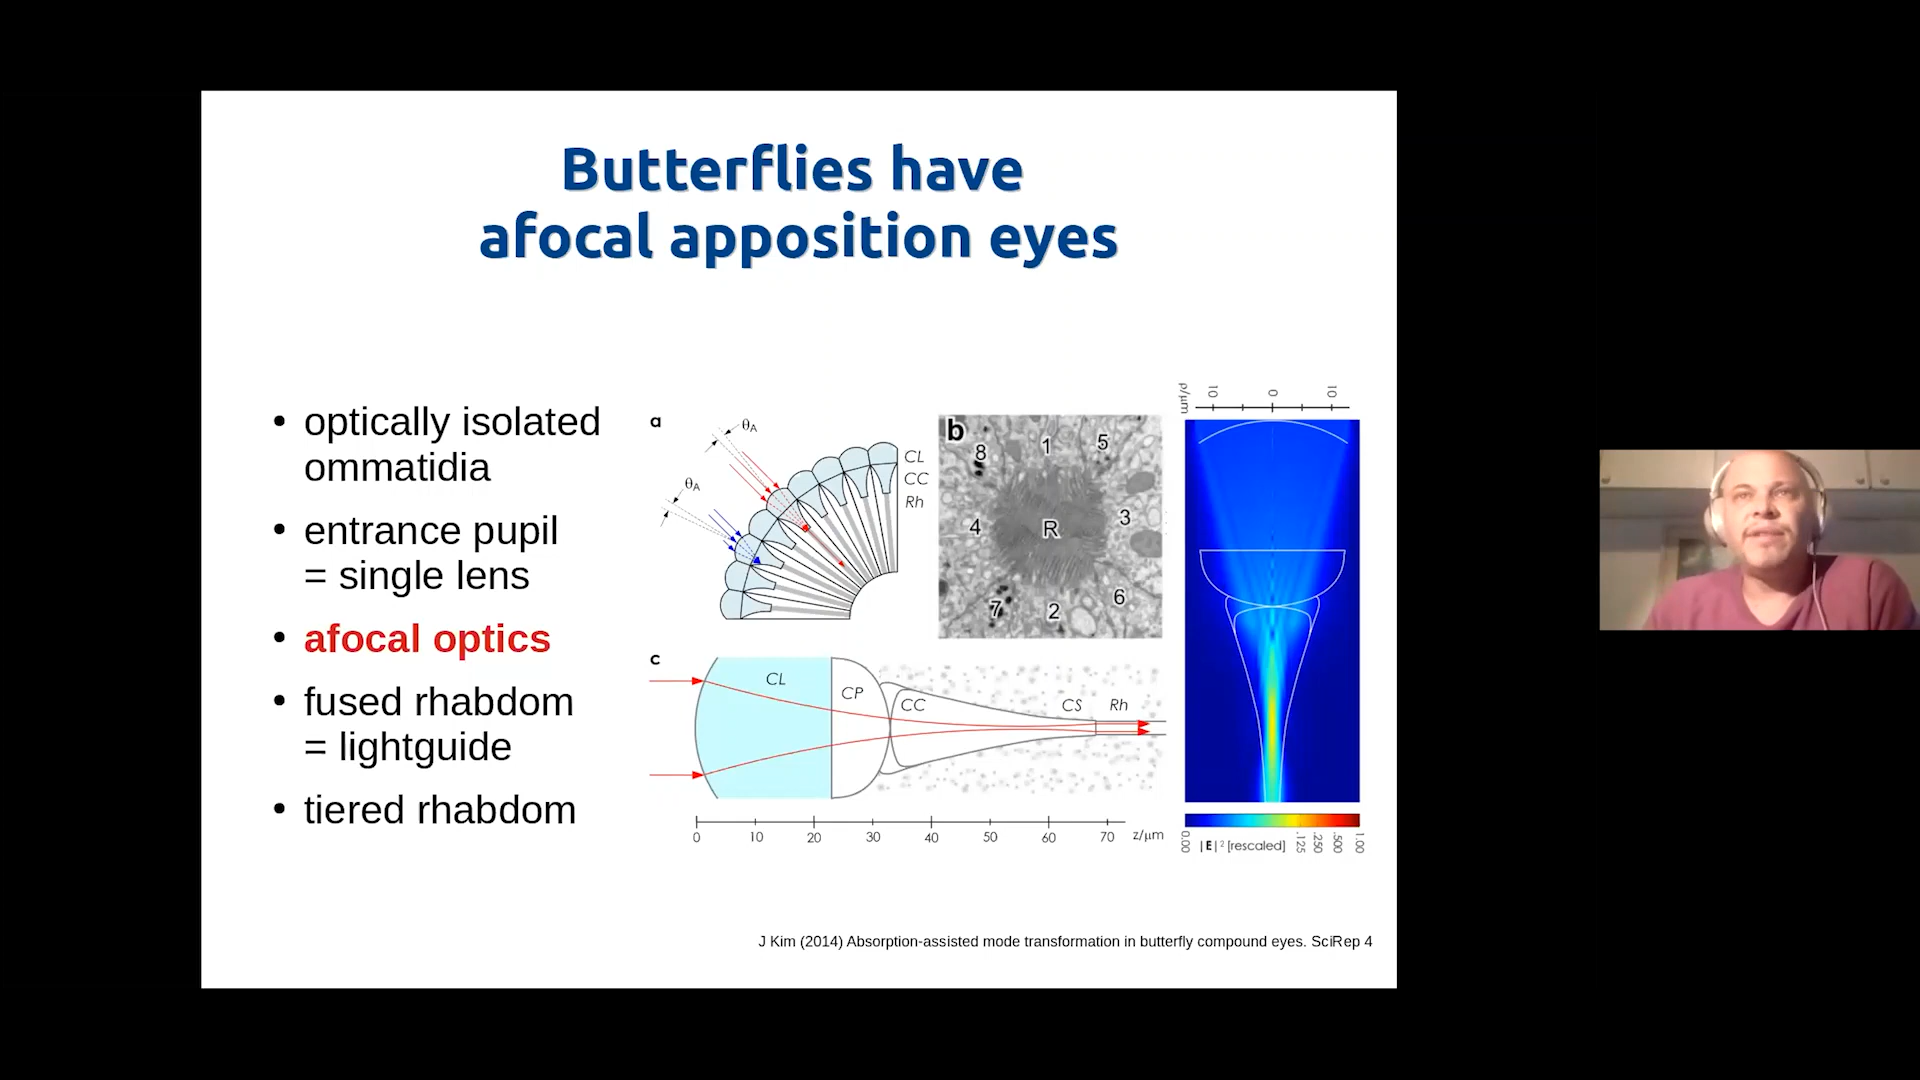 Butterflies have
afocal apposition eyes
• optically isolated
ommatidia
• entrance pupil
= single lens
• afocal optics
• fused rhabdom
= lightguide
• tiered rhabdom
a
θA
θA
CL
CC
Rh
b
8
1
5
4
R
3
7
2
6
c
CL
CP
CC
CS
Rh
0 10 20 30 40 50 60 70 z/μm
ρ/μm 10 0 10
0.00 |E|² [rescaled] .125 .250 .500 1.00
J Kim (2014) Absorption-assisted mode transformation in butterfly compound eyes. SciRep 4